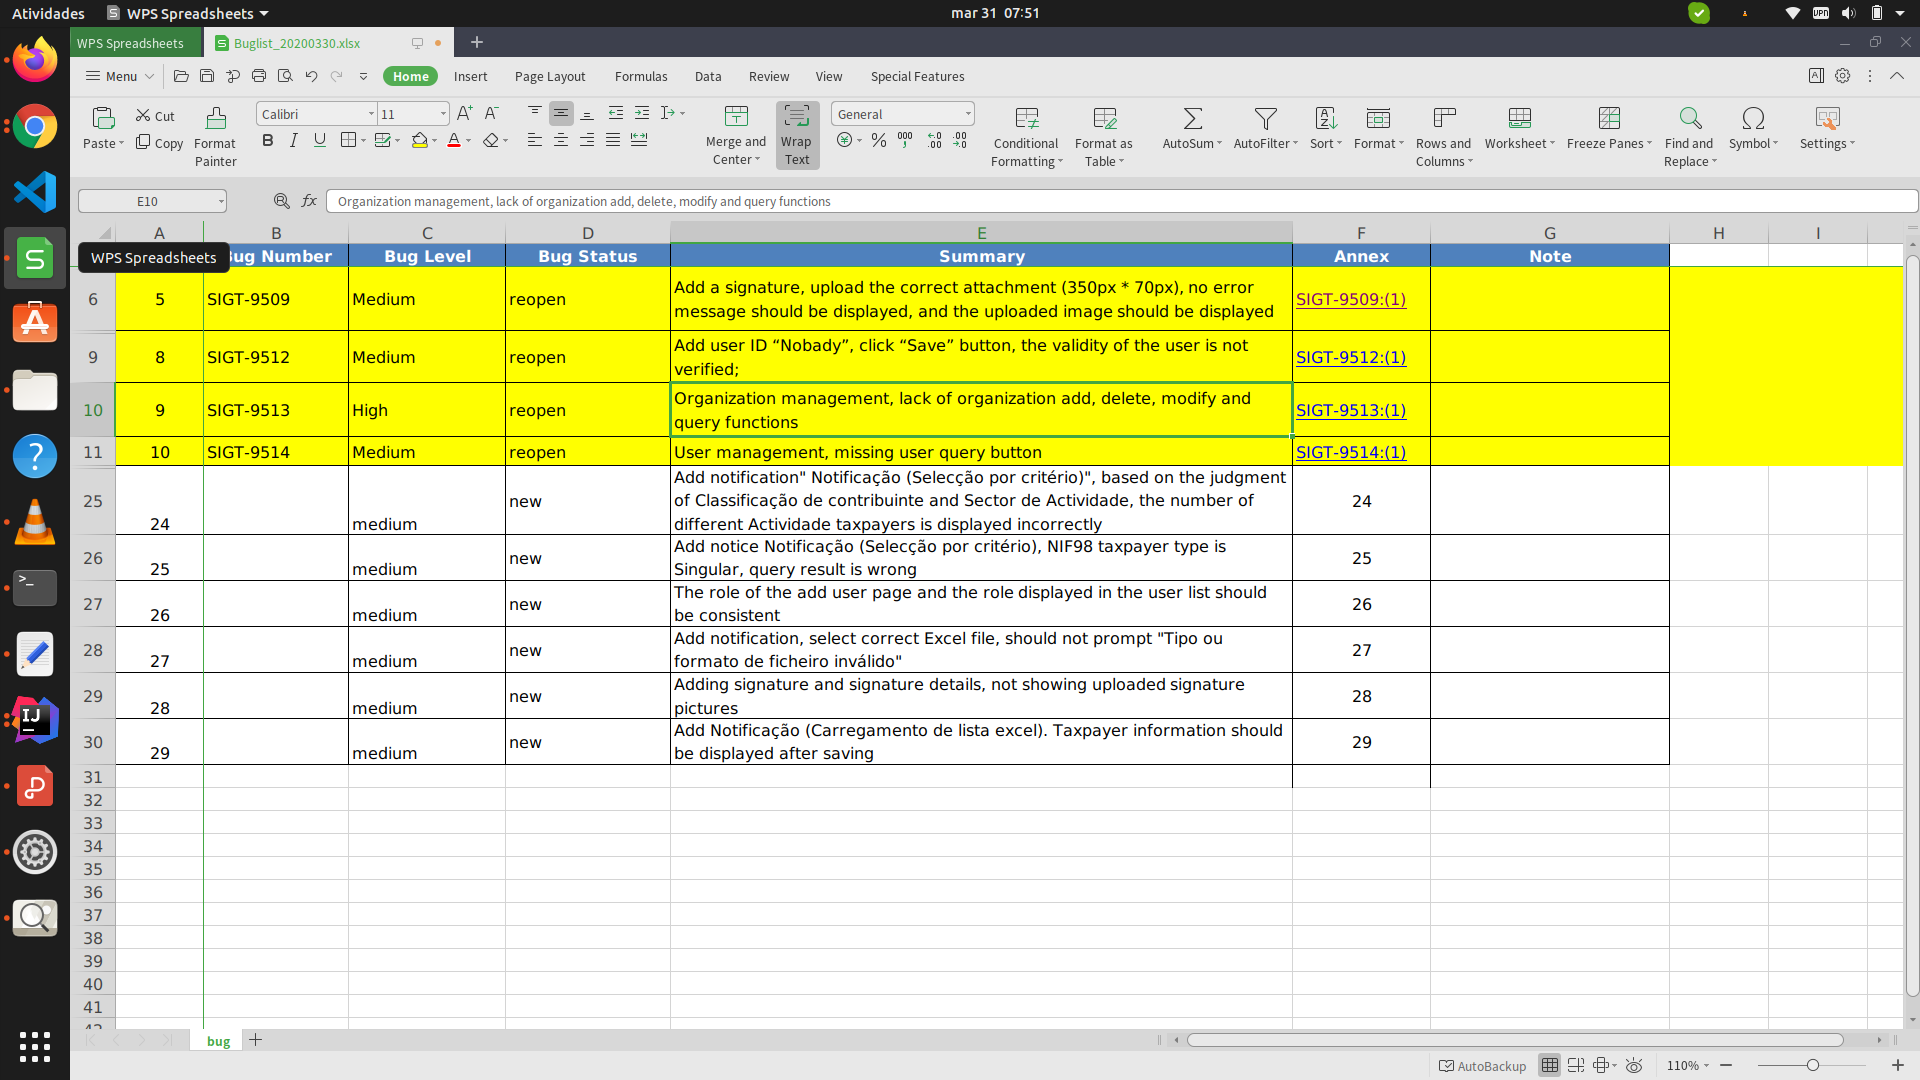 Atividades WPS Spreadsheets mar 31 07:51 VPN
WPS Spreadsheets Buglist_20200330.xlsx
Menu Home Insert Page Layout Formulas Data Review View Special Features
Paste Cut Copy Format Painter
Calibri 11
Merge and Center Wrap Text
General
Conditional Formatting Format as Table AutoSum AutoFilter Sort Format Rows and Columns Worksheet Freeze Panes Find and Replace Symbol Settings
E10 fx Organization management, lack of organization add, delete, modify and query functions
A B C D E F G H I
WPS Spreadsheets
ug Number Bug Level Bug Status Summary Annex Note
6 5 SIGT-9509 Medium reopen Add a signature, upload the correct attachment (350px * 70px), no error
message should be displayed, and the uploaded image should be displayed SIGT-9509:(1)
9 8 SIGT-9512 Medium reopen Add user ID “Nobady”, click “Save” button, the validity of the user is not
verified; SIGT-9512:(1)
10 9 SIGT-9513 High reopen Organization management, lack of organization add, delete, modify and
query functions SIGT-9513:(1)
11 10 SIGT-9514 Medium reopen User management, missing user query button SIGT-9514:(1)
25 24 medium new Add notification" Notificação (Selecção por critério)", based on the judgment
of Classificação de contribuinte and Sector de Actividade, the number of
different Actividade taxpayers is displayed incorrectly 24
26 25 medium new Add notice Notificação (Selecção por critério), NIF98 taxpayer type is
Singular, query result is wrong 25
27 26 medium new The role of the add user page and the role displayed in the user list should
be consistent 26
28 27 medium new Add notification, select correct Excel file, should not prompt "Tipo ou
formato de ficheiro inválido" 27
29 28 medium new Adding signature and signature details, not showing uploaded signature
pictures 28
30 29 medium new Add Notificação (Carregamento de lista excel). Taxpayer information should
be displayed after saving 29
31
32
33
34
35
36
37
38
39
40
41
42
bug
AutoBackup 110%